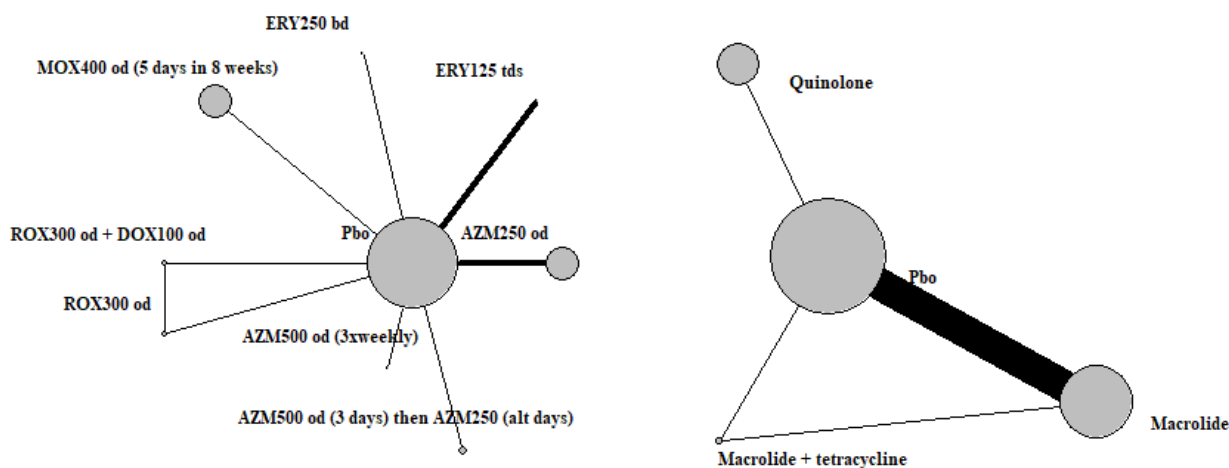 ERY250 bd
MOX400 od (5 days in 8 weeks)
ERY125 tds
ROX300 od + DOX100 od
Pbo
AZM250 od
ROX300 od
AZM500 od (3xweekly)
AZM500 od (3 days) then AZM250 (alt days)
Quinolone
Pbo
Macrolide
Macrolide + tetracycline